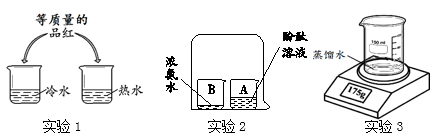 等质量的
品红
冷水
热水
实验1
浓氨水
酚酞
溶液
B
A
实验2
蒸馏水
150 ml
175g
实验3